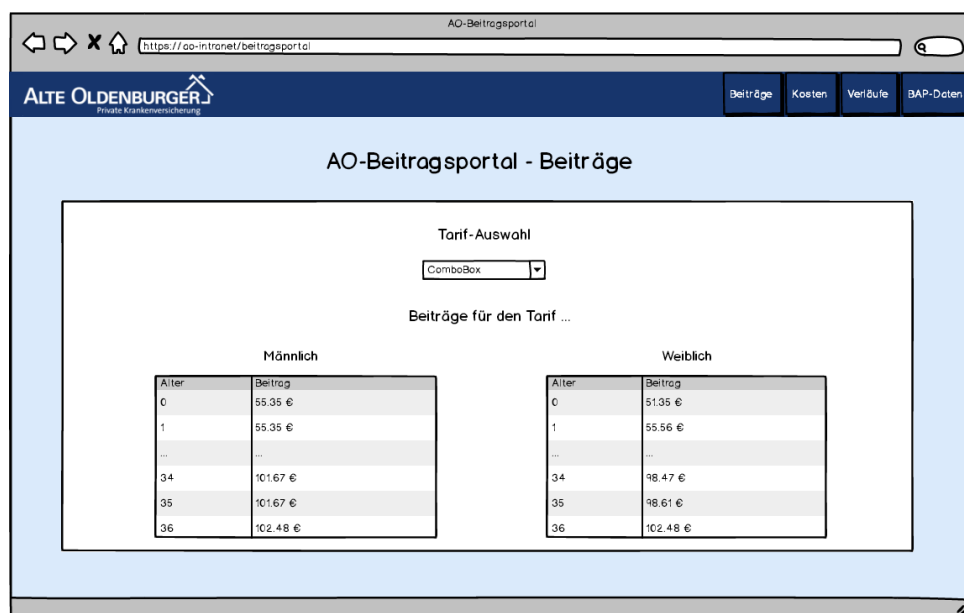 AO-Beitragsportal
https://ao-intranet/beitragsportal
ALTE OLDENBURGER
Private Krankenversicherung
Beiträge Kosten Verläufe BAP-Daten
AO-Beitragsportal - Beiträge
Tarif-Auswahl
ComboBox
Beiträge für den Tarif ...
Männlich
Alter Beitrag
0 55.35 €
1 55.35 €
... ...
34 101.67 €
35 101.67 €
36 102.48 €
Weiblich
Alter Beitrag
0 51.35 €
1 55.56 €
... ...
34 98.47 €
35 98.61 €
36 102.48 €